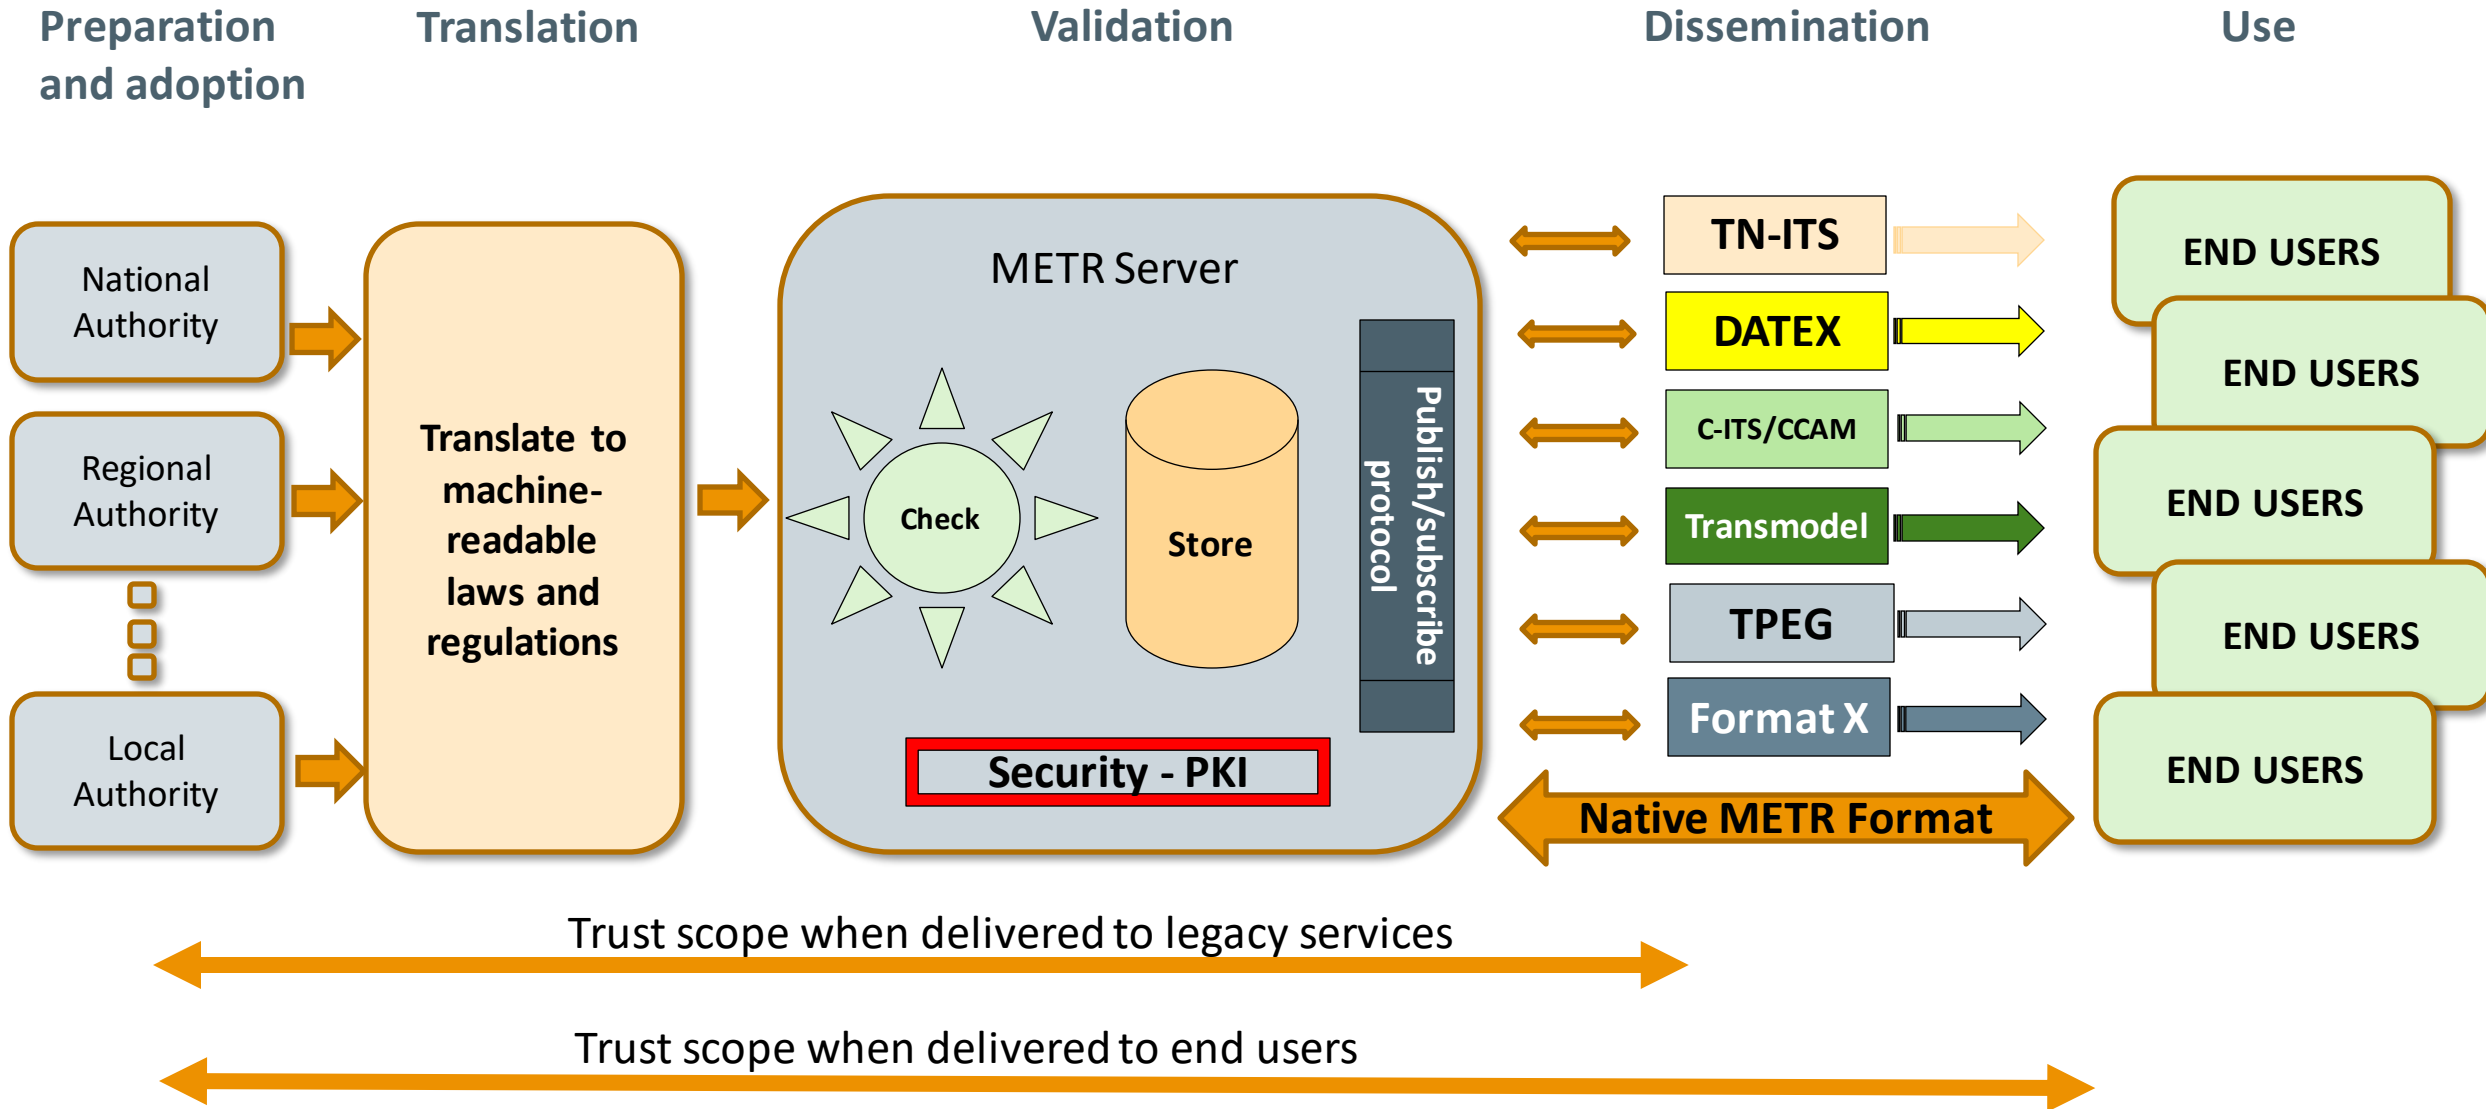 Preparation
and adoption
Translation
Validation
Dissemination
Use
National
Authority
Regional
Authority
Local
Authority
Translate to
machine-
readable
laws and
regulations
METR Server
Check
Store
Publish/subscribe
protocol
Security - PKI
TN-ITS
DATEX
C-ITS/CCAM
Transmodel
TPEG
Format X
Native METR Format
END USERS
END USERS
END USERS
END USERS
END USERS
Trust scope when delivered to legacy services
Trust scope when delivered to end users